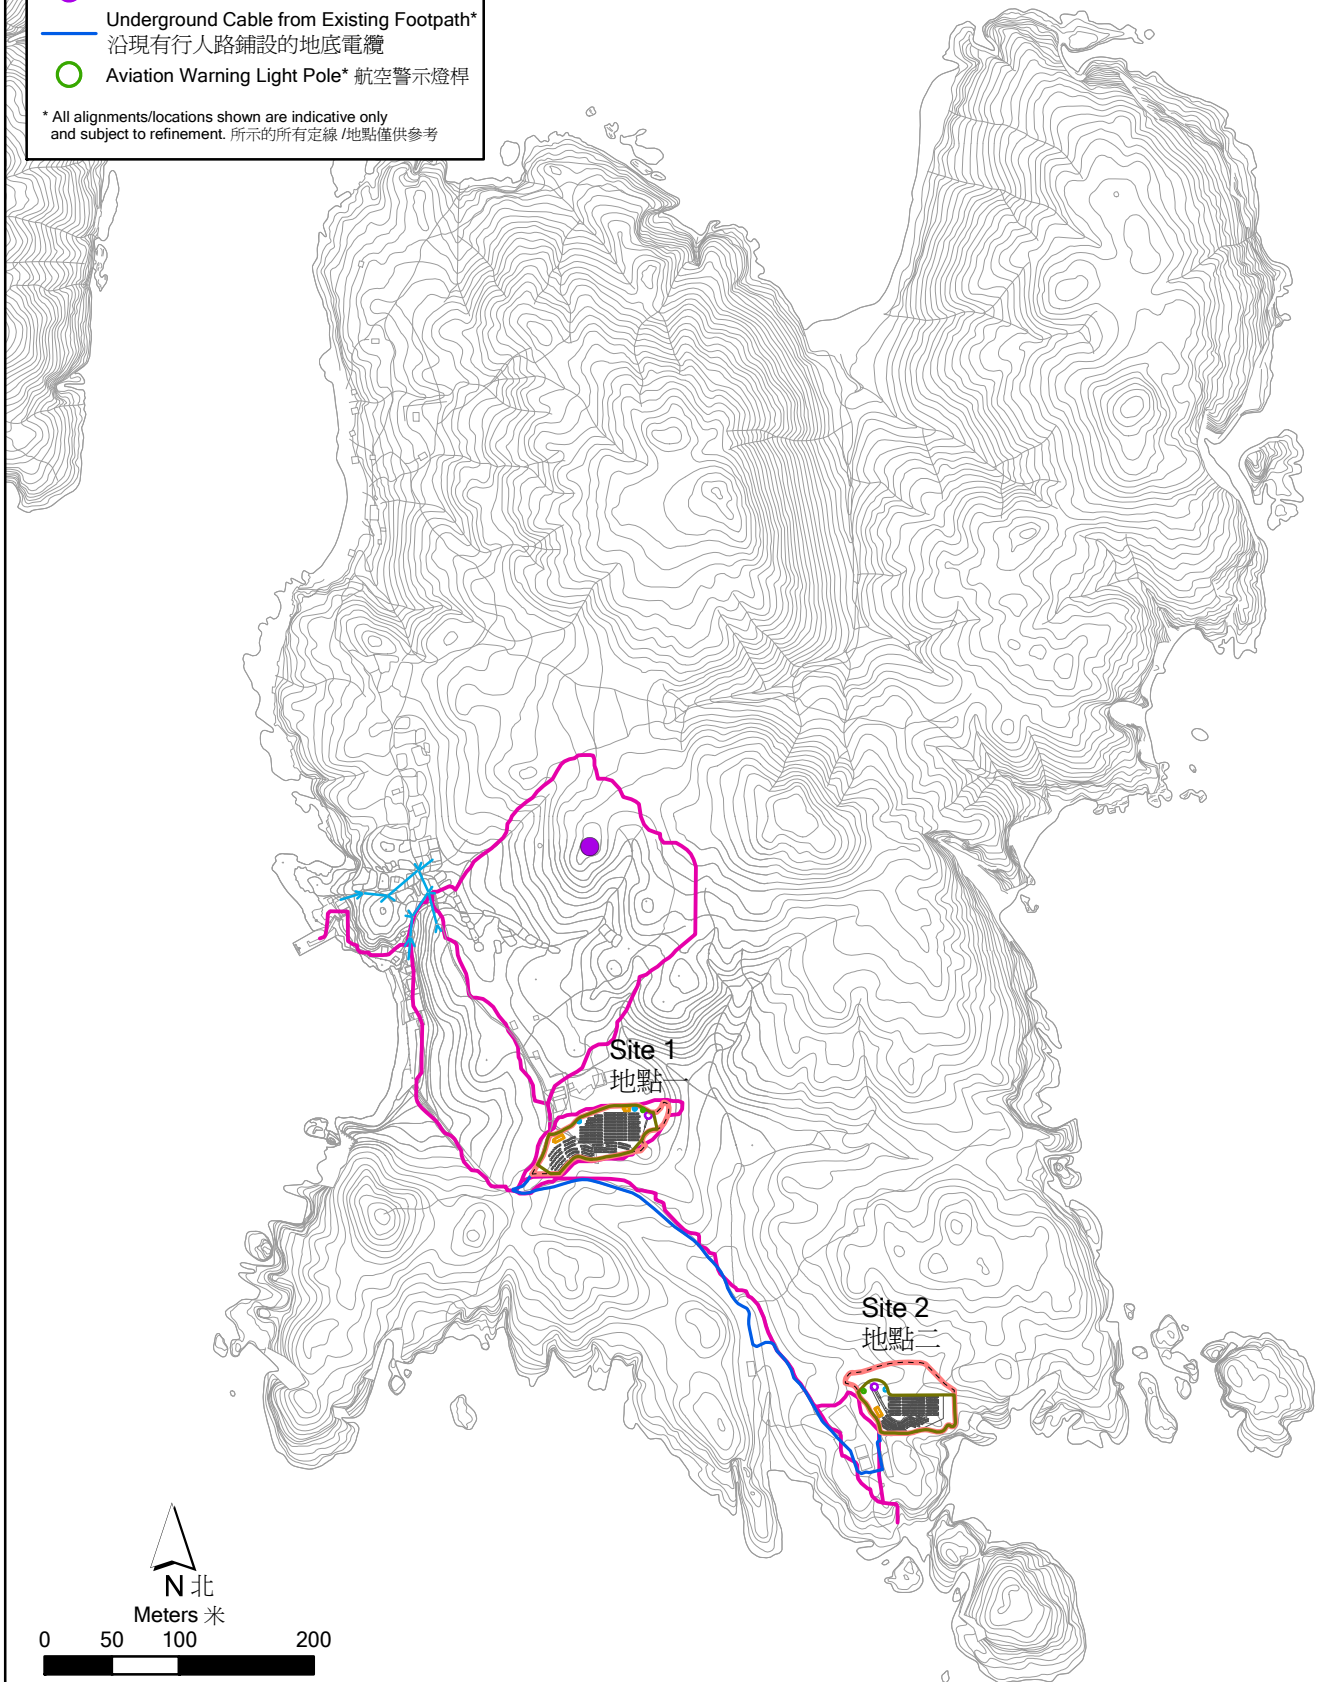 Underground Cable from Existing Footpath*
沿現有行人路鋪設的地底電纜
Aviation Warning Light Pole* 航空警示燈桿
* All alignments/locations shown are indicative only
and subject to refinement. 所示的所有定線 /地點僅供參考
Site 1
地點一
Site 2
地點二
N 北
Meters 米
0 50 100 200